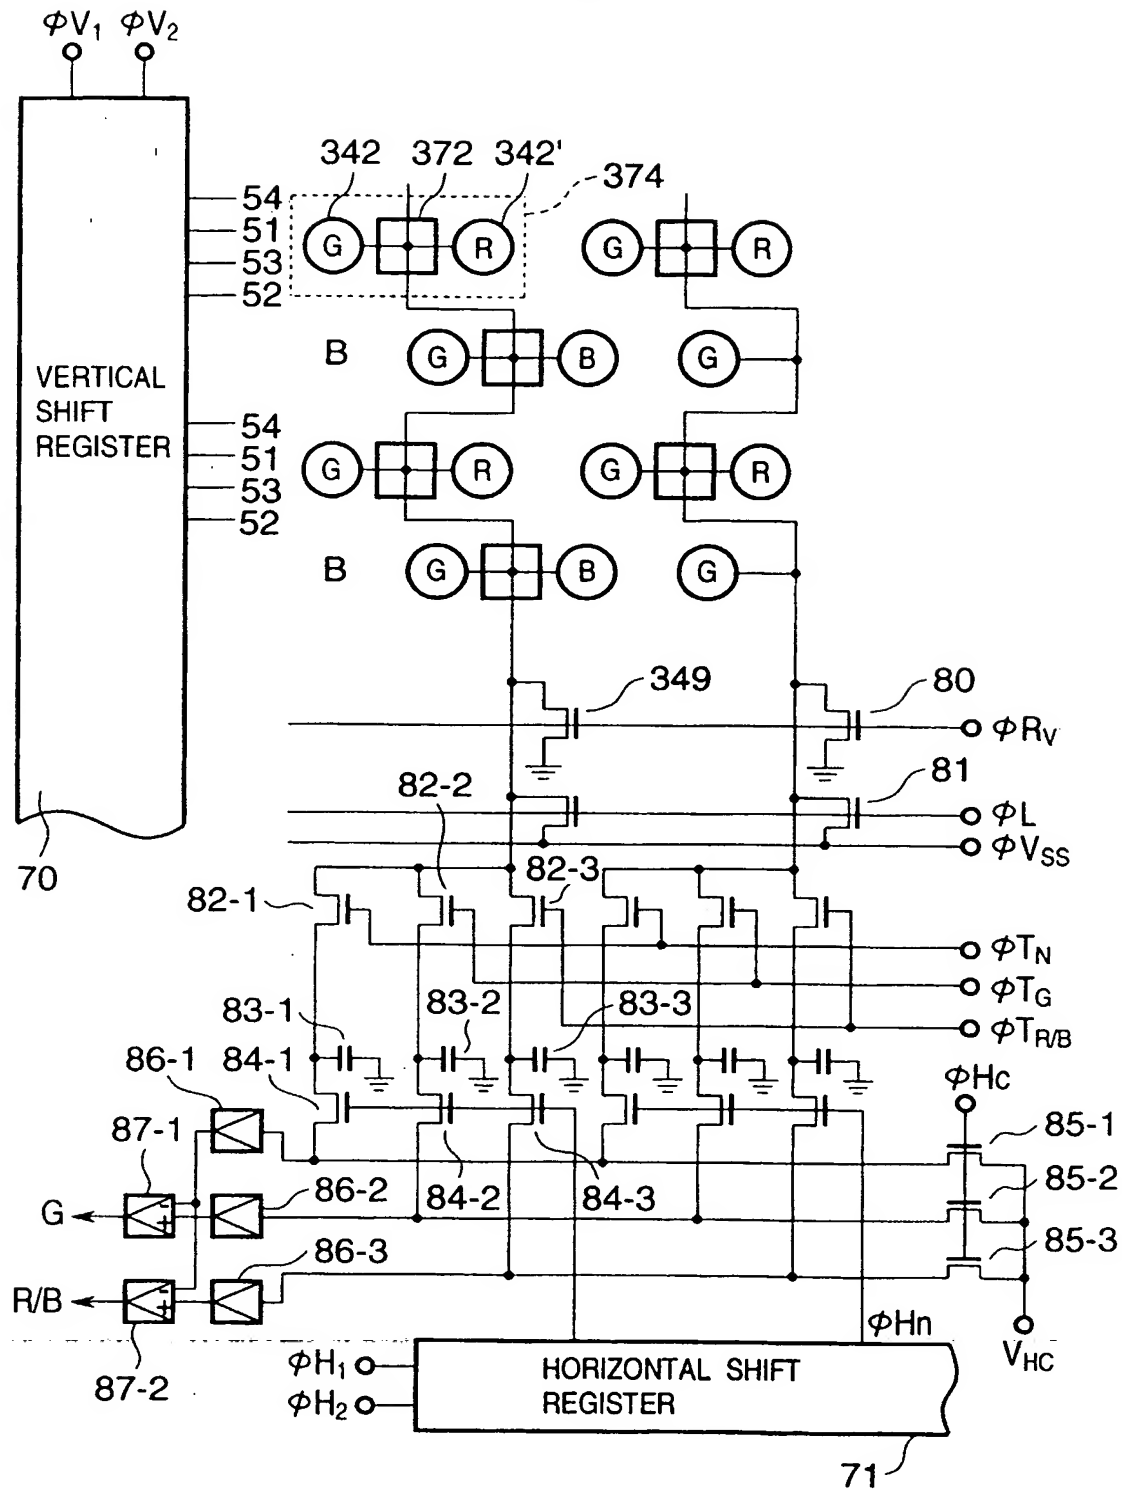 ϕV1 ϕV2
342 372 342' 374
54
51
53
52
G R G R
B G B G
VERTICAL
SHIFT
REGISTER
54
51
53
52
G R G R
B G B G
349 80
ϕRV
82-2 81
ϕL
ϕVSS
70
82-1 82-3
ϕTN
ϕTG
83-1 83-2 83-3
ϕTR/B
86-1 84-1
ϕHC
87-1 85-1
86-2 84-2 84-3 85-2
G
86-3 85-3
R/B
ϕHn
VHC
87-2
ϕH1
ϕH2
HORIZONTAL SHIFT
REGISTER
71
- +
- +